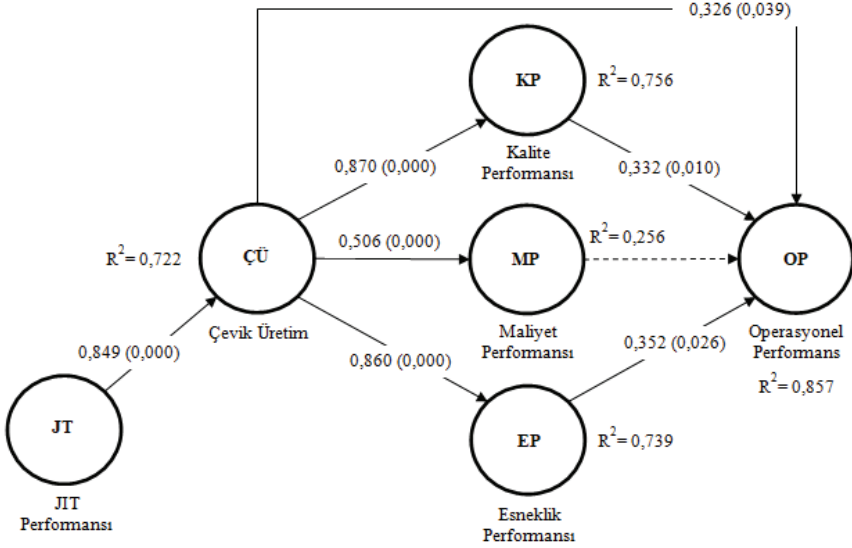 0,326 (0,039)
KP
R²= 0,756
Kalite
Performansı
0,870 (0,000)
0,332 (0,010)
R²= 0,722
ÇÜ
Çevik Üretim
0,506 (0,000)
MP
R²= 0,256
Maliyet
Performansı
OP
Operasyonel
Performans
R²= 0,857
0,849 (0,000)
0,860 (0,000)
0,352 (0,026)
JT
JIT
Performansı
EP
R²= 0,739
Esneklik
Performansı